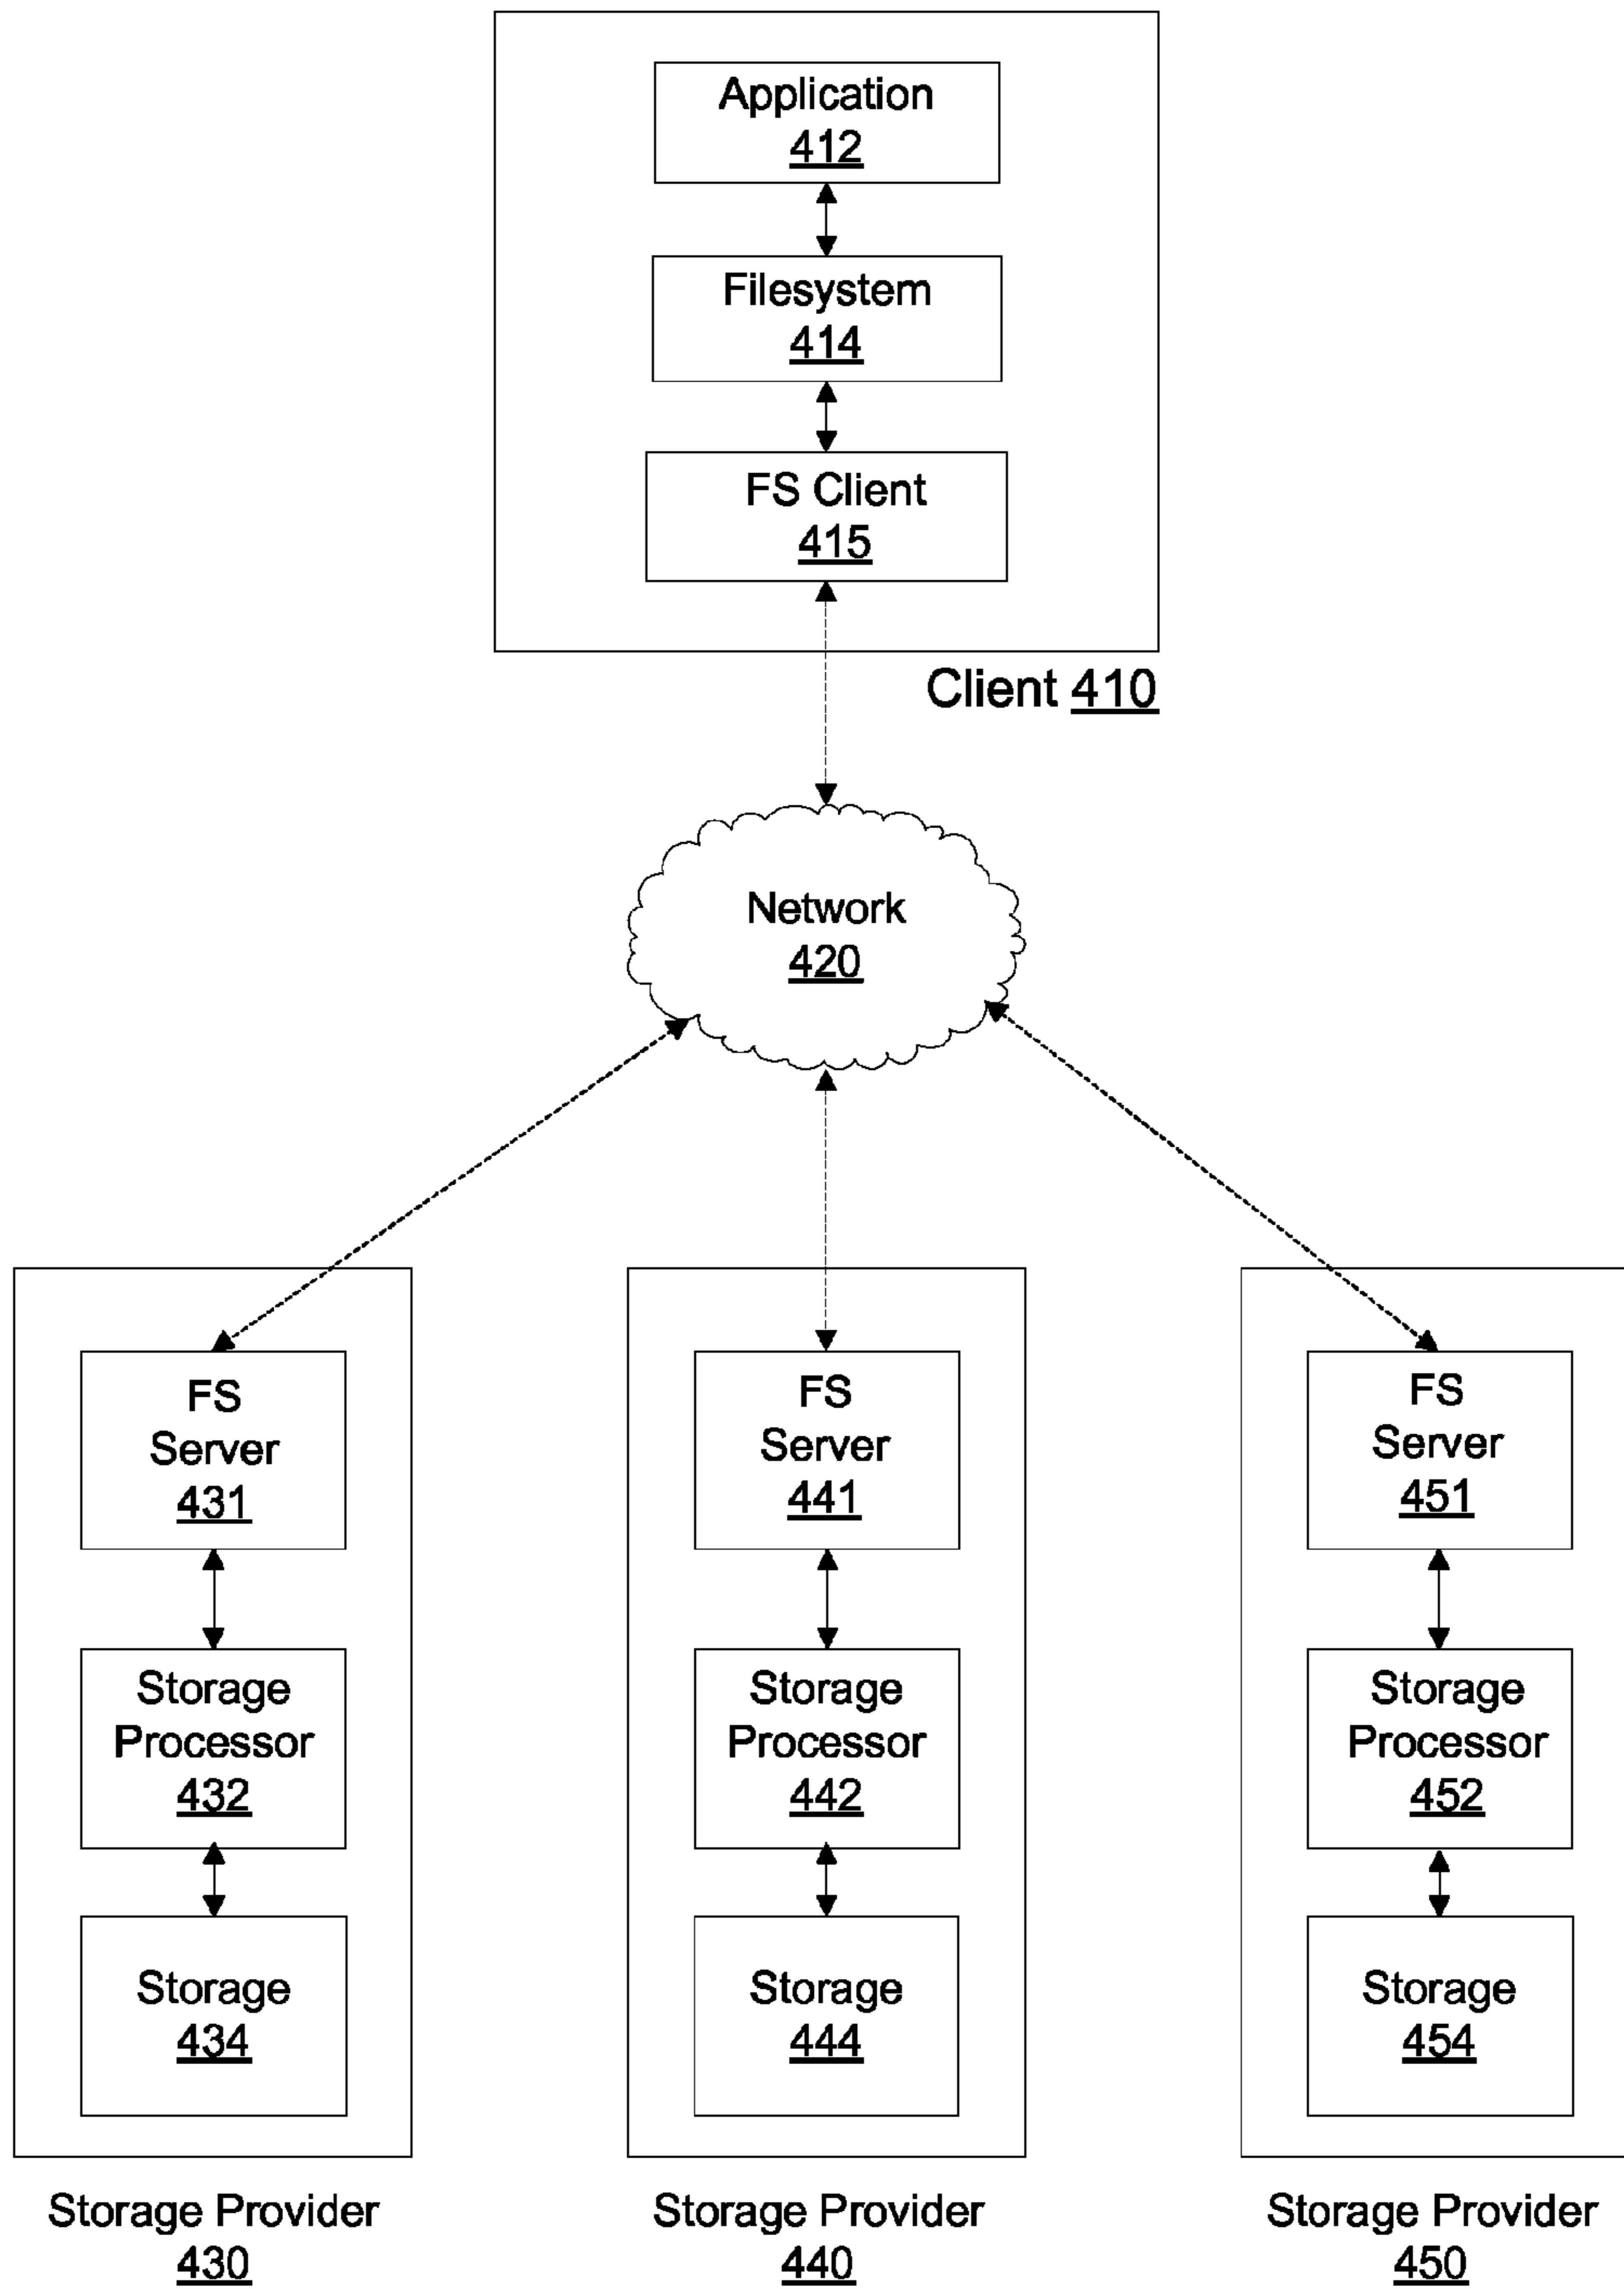 Application
412
Filesystem
414
FS Client
415
Client 410
Network
420
FS
Server
431
Storage
Processor
432
Storage
434
Storage Provider
430
FS
Server
441
Storage
Processor
442
Storage
444
Storage Provider
440
FS
Server
451
Storage
Processor
452
Storage
454
Storage Provider
450